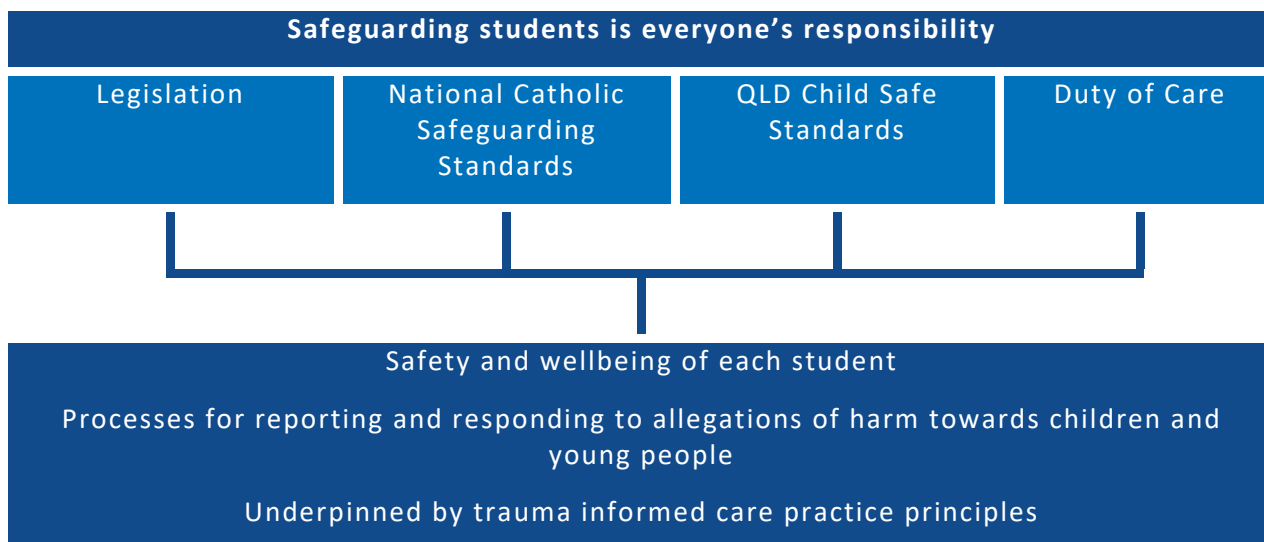 Safeguarding students is everyone’s responsibility
Legislation
National Catholic
Safeguarding
Standards
QLD Child Safe
Standards
Duty of Care
Safety and wellbeing of each student
Processes for reporting and responding to allegations of harm towards children and
young people
Underpinned by trauma informed care practice principles